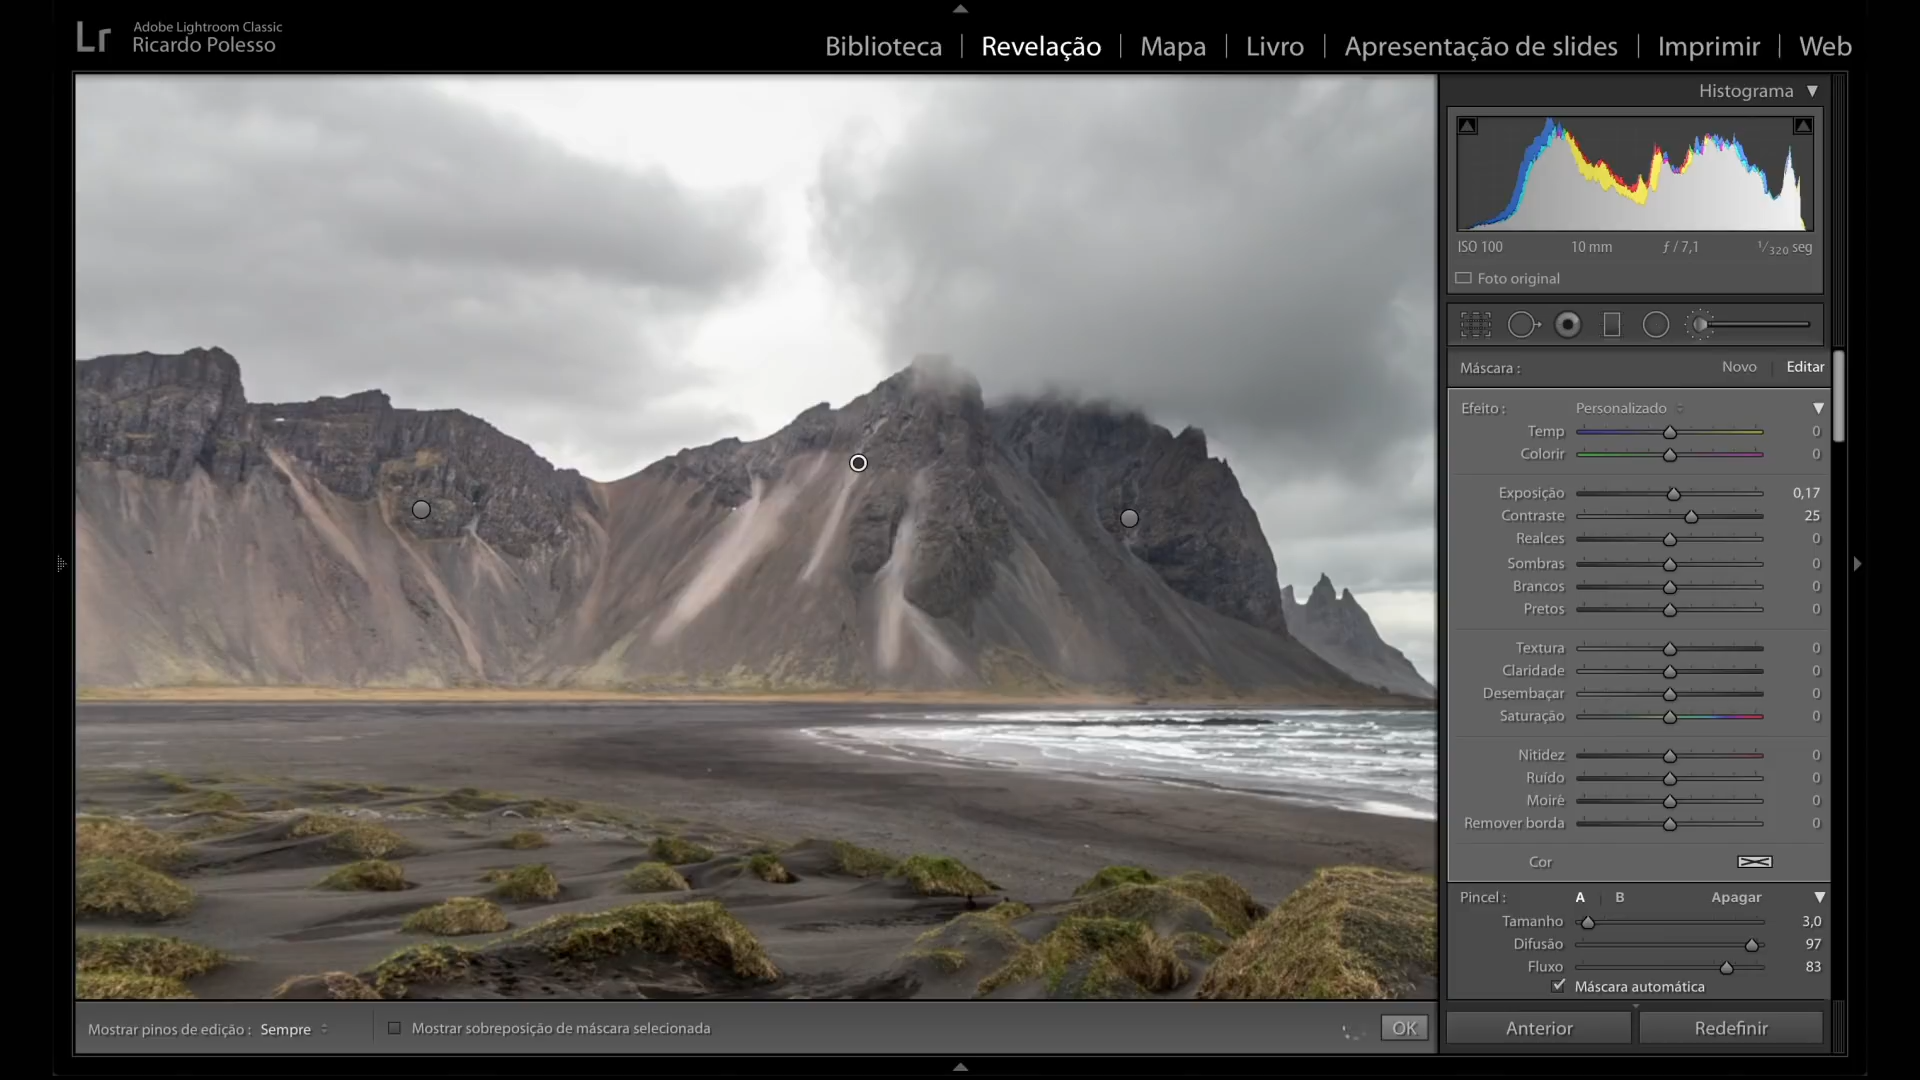 Lr
Adobe Lightroom Classic
Ricardo Polesso
Biblioteca | Revelação | Mapa | Livro | Apresentação de slides | Imprimir | Web
Histograma
ISO 100 10 mm ƒ / 7,1 1/320 seg
Foto original
Máscara : Novo Editar
Efeito : Personalizado
Temp 0
Colorir 0
Exposição 0,17
Contraste 25
Realces 0
Sombras 0
Brancos 0
Pretos 0
Textura 0
Claridade 0
Desembaçar 0
Saturação 0
Nitidez 0
Ruído 0
Moiré 0
Remover borda 0
Cor
Pincel : A B Apagar
Tamanho 3,0
Difusão 97
Fluxo 83
Máscara automática
Mostrar pinos de edição : Sempre Mostrar sobreposição de máscara selecionada OK
Anterior Redefinir